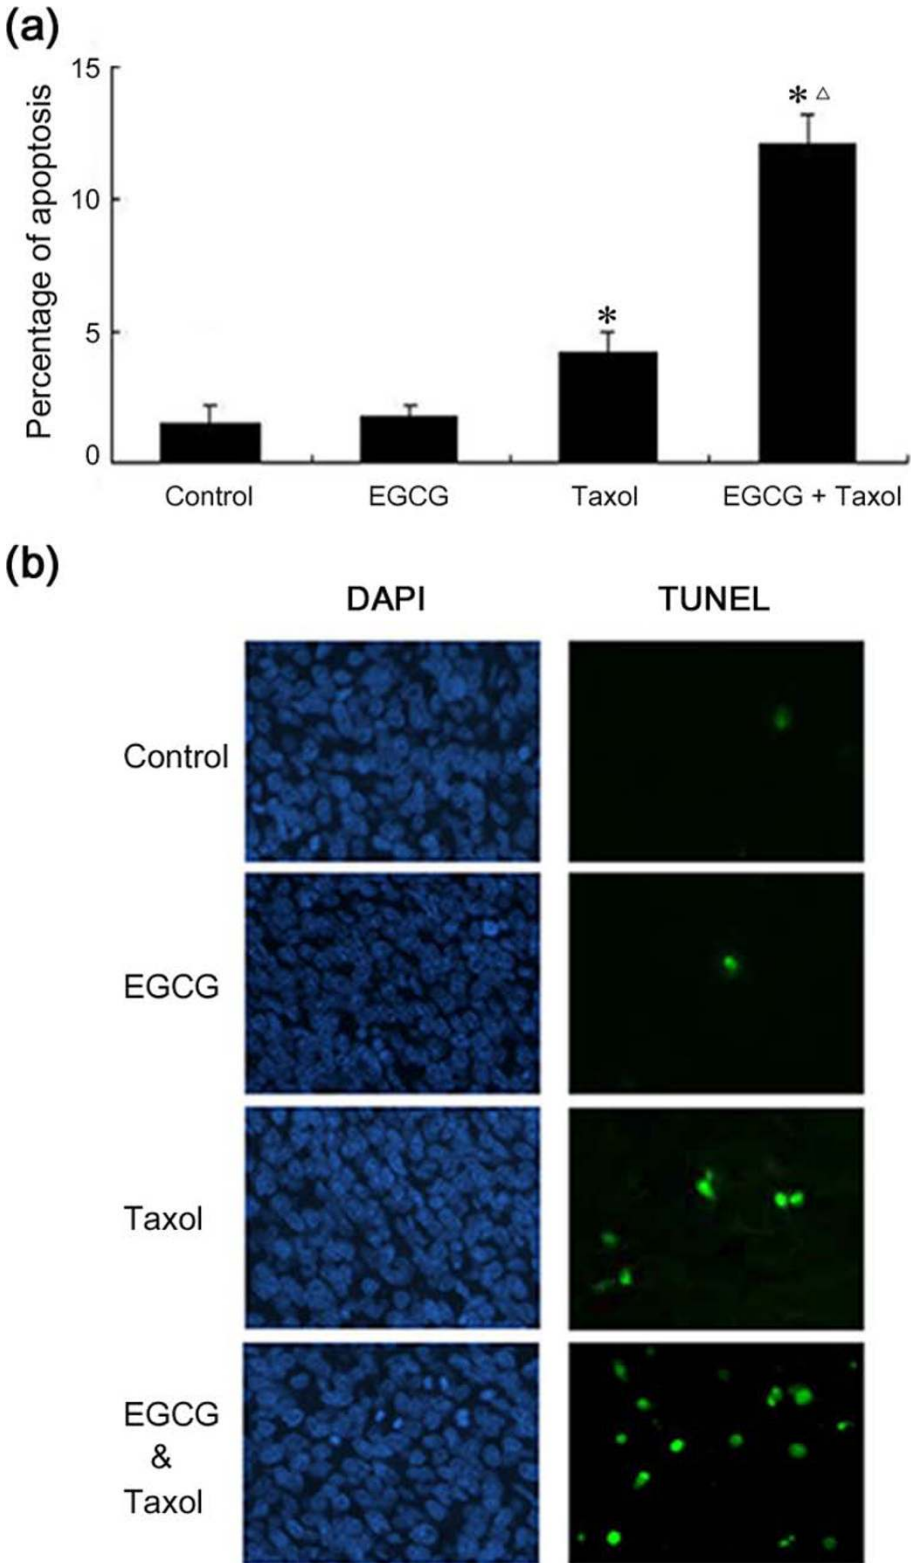 (a)
15
10
5
0
Percentage of apoptosis
*
* △
Control EGCG Taxol EGCG + Taxol
(b)
DAPI TUNEL
Control
EGCG
Taxol
EGCG
&
Taxol